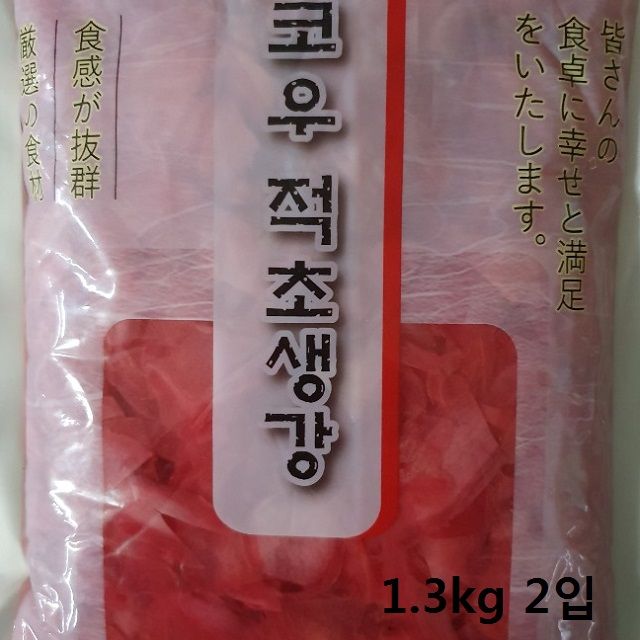 皆さんの
食卓に幸せと満足
をいたします。
코우 적초생강
食感が抜群
厳選の食材
1.3kg 2입